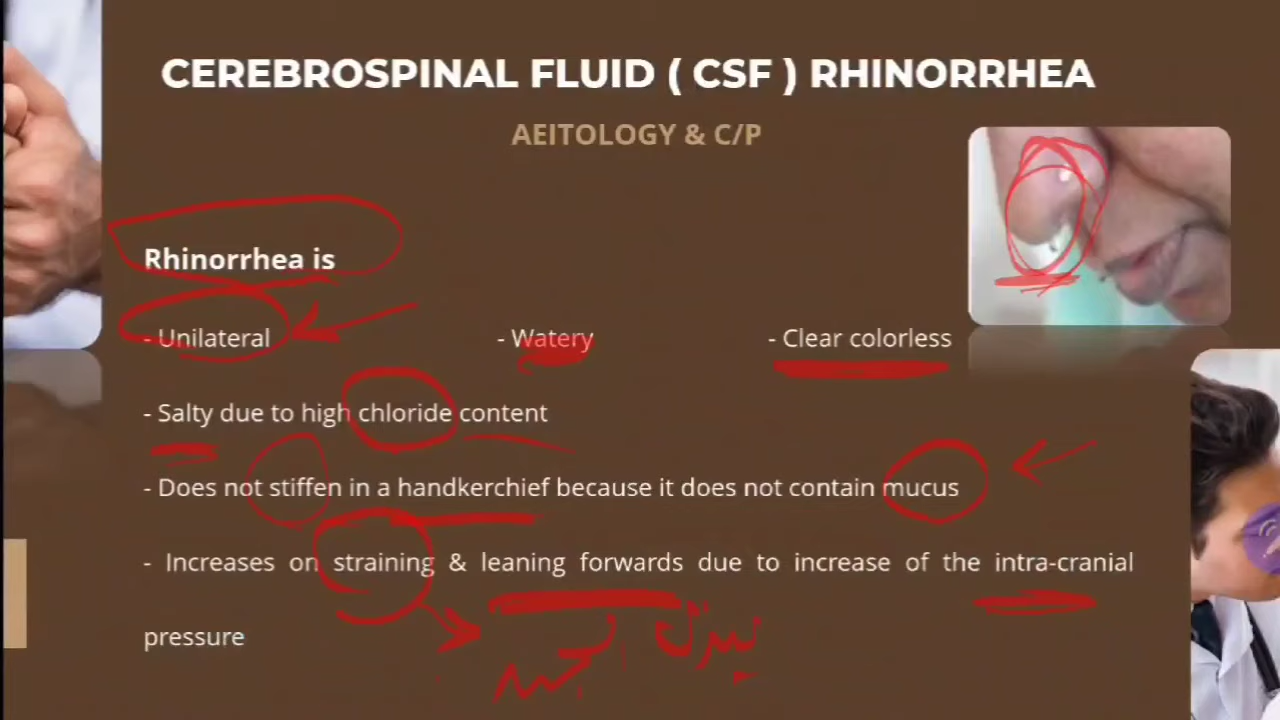 CEREBROSPINAL FLUID ( CSF ) RHINORRHEA
AEITOLOGY & C/P
Rhinorrhea is
- Unilateral - Watery - Clear colorless
- Salty due to high chloride content
- Does not stiffen in a handkerchief because it does not contain mucus
- Increases on straining & leaning forwards due to increase of the intra-cranial
pressure